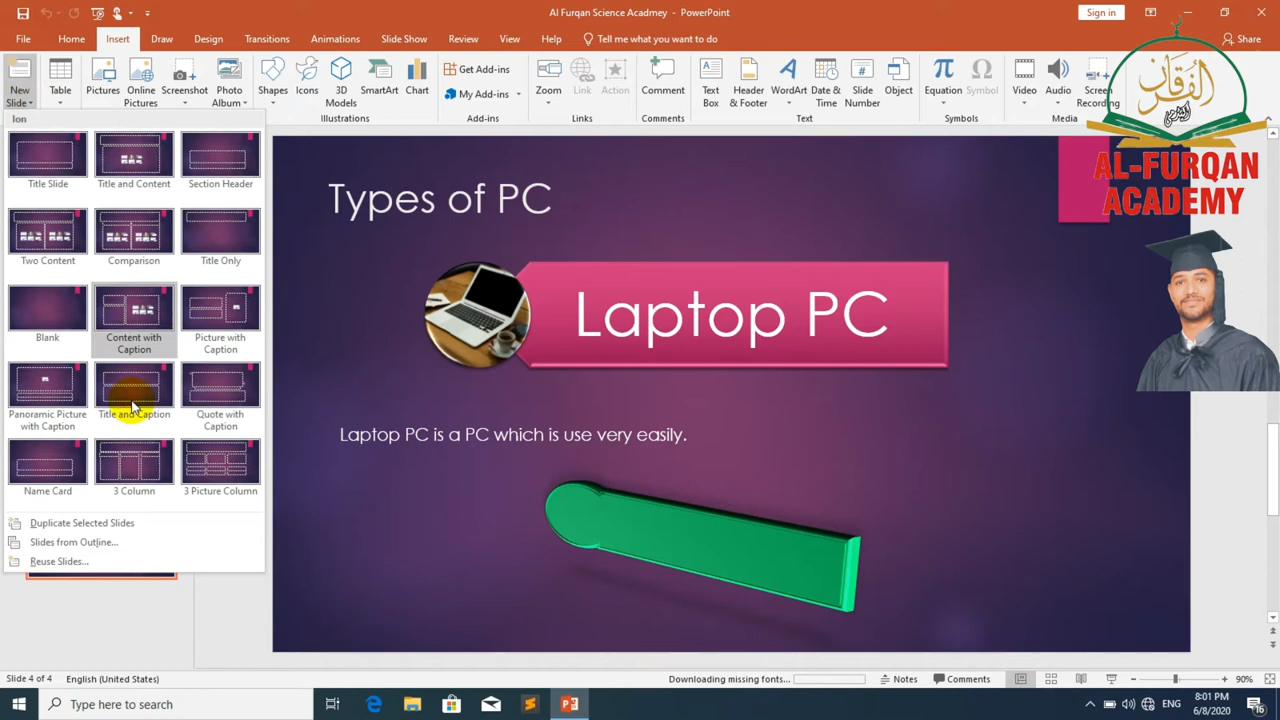 Al Furqan Science Acadmey - PowerPoint
Sign in
File Home Insert Draw Design Transitions Animations Slide Show Review View Help Tell me what you want to do Share
New Slide
Table
Pictures
Online Pictures
Screenshot
Photo Album
Shapes
Icons
3D Models
SmartArt
Chart
Get Add-ins
My Add-ins
Zoom
Link
Action
Comment
Text Box
Header & Footer
WordArt
Date & Time
Slide Number
Object
Equation
Symbol
Video
Audio
Screen Recording
Illustrations Add-ins Links Comments Text Symbols Media
الفرقان
AL-FURQAN
ACADEMY
Ion
Title Slide
Title and Content
Section Header
Two Content
Comparison
Title Only
Blank
Content with Caption
Picture with Caption
Panoramic Picture with Caption
Title and Caption
Quote with Caption
Name Card
3 Column
3 Picture Column
Duplicate Selected Slides
Slides from Outline...
Reuse Slides...
Types of PC
Laptop PC
Laptop PC is a PC which is use very easily.
Slide 4 of 4 English (United States) Downloading missing fonts... Notes Comments 90%
Type here to search
ENG
8:01 PM
6/8/2020
16